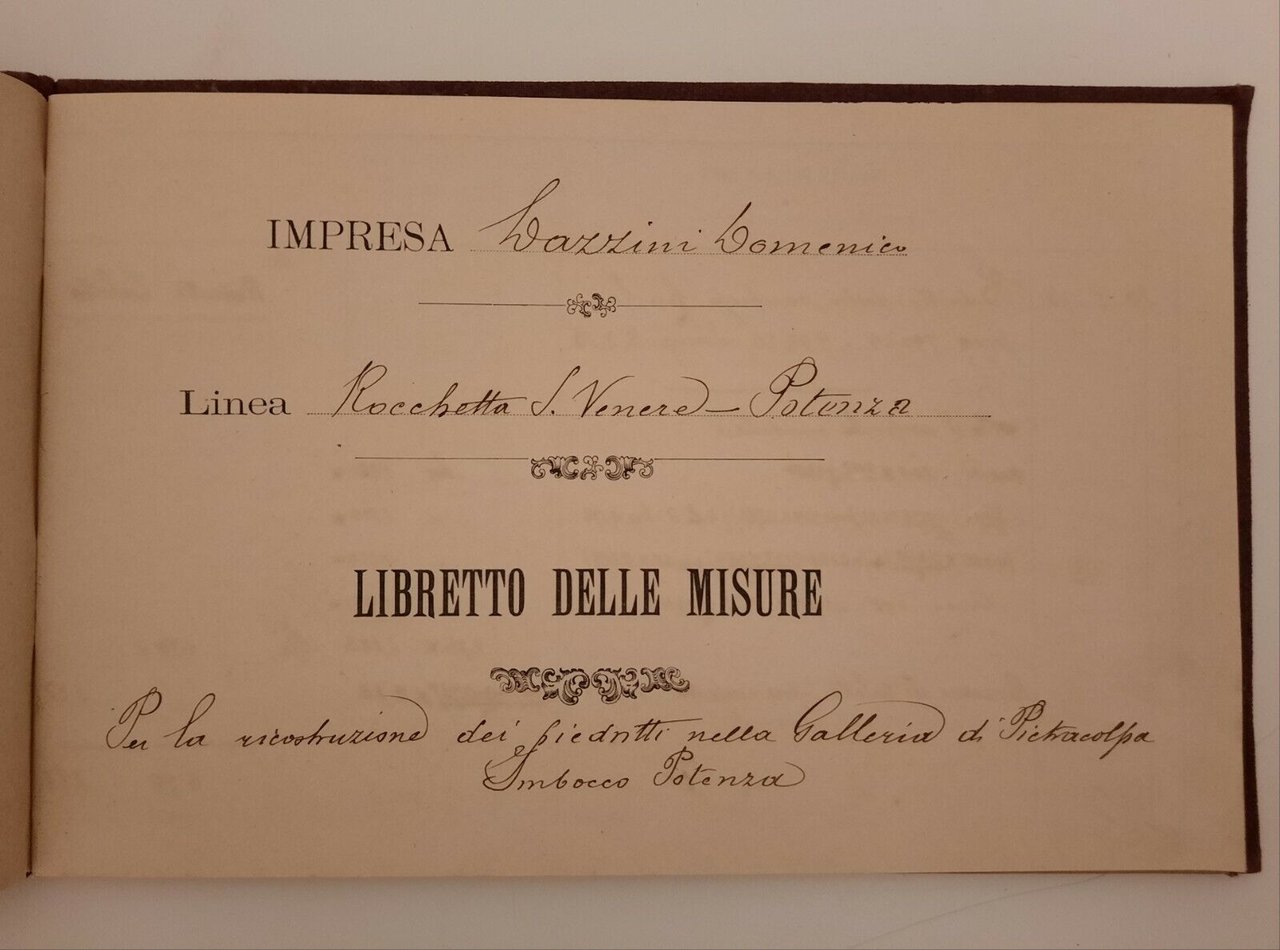 IMPRESA Lazzini Domenico
Linea Rocchetta S. Venere – Potenza
LIBRETTO DELLE MISURE
Per la ricostruzione dei piedritti nella Galleria di Pietracolpa
Imbocco Potenza